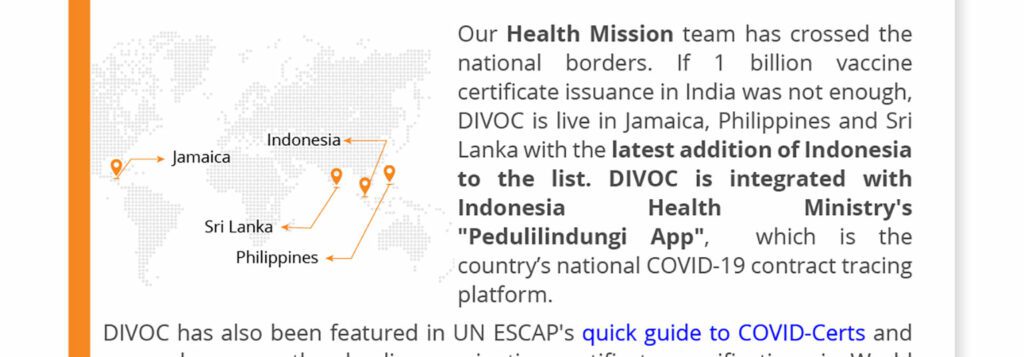 Our Health Mission team has crossed the
national borders. If 1 billion vaccine
certificate issuance in India was not enough,
DIVOC is live in Jamaica, Philippines and Sri
Lanka with the latest addition of Indonesia
to the list. DIVOC is integrated with
Indonesia Health Ministry's
"Pedulilindungi App", which is the
country's national COVID-19 contract tracing
platform.
Indonesia
Jamaica
Sri Lanka
Philippines
DIVOC has also been featured in UN ESCAP's quick guide to COVID-Certs and